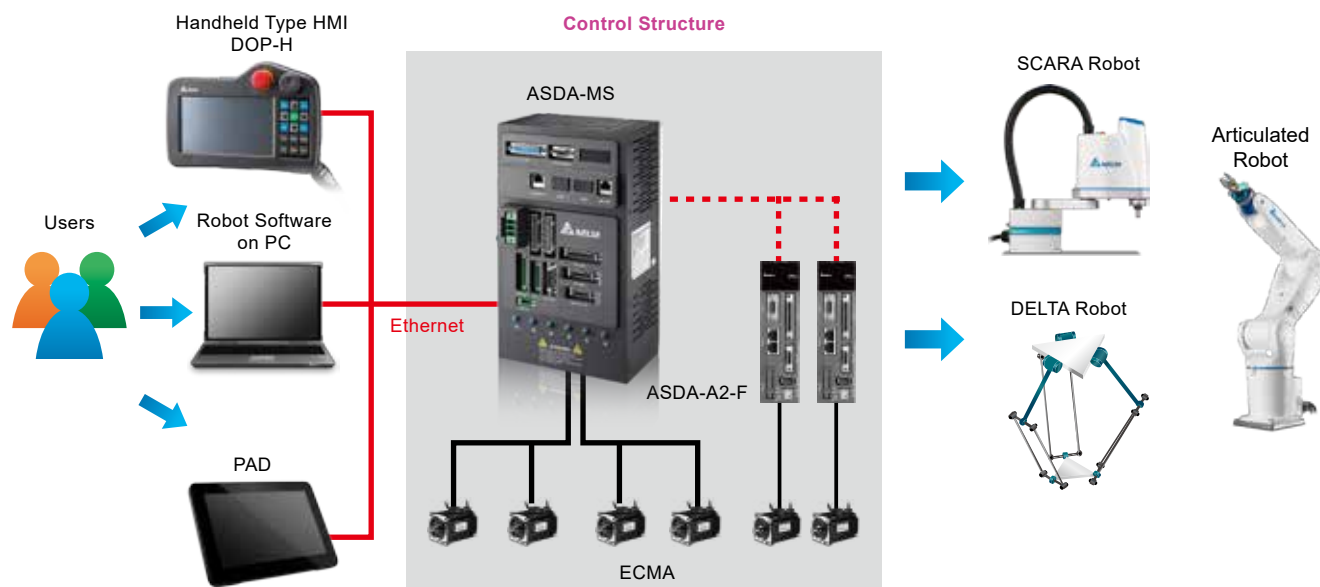 Control Structure
Handheld Type HMI
DOP-H
ASDA-MS
SCARA Robot
Articulated
Robot
Users
Robot Software
on PC
Ethernet
DELTA Robot
ASDA-A2-F
PAD
ECMA